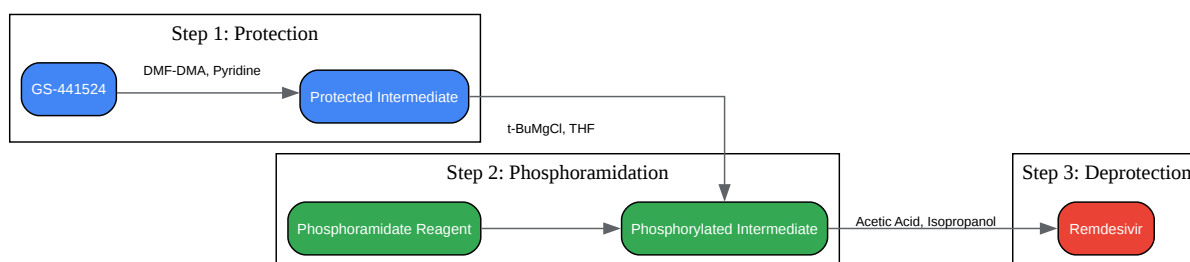 Step 1: Protection
GS-441524
DMF-DMA, Pyridine
Protected Intermediate
t-BuMgCl, THF
Step 2: Phosphoramidation
Phosphoramidate Reagent
Phosphorylated Intermediate
Acetic Acid, Isopropanol
Step 3: Deprotection
Remdesivir